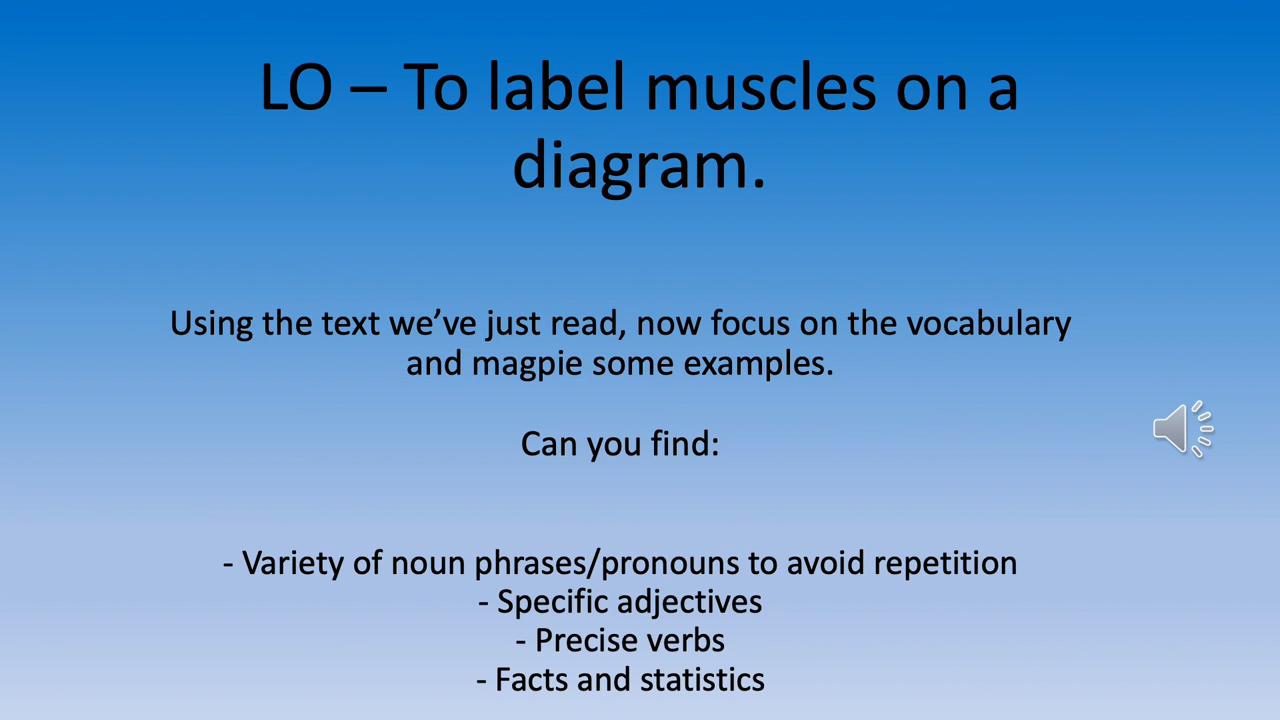 LO – To label muscles on a
diagram.
Using the text we’ve just read, now focus on the vocabulary
and magpie some examples.
Can you find:
- Variety of noun phrases/pronouns to avoid repetition
- Specific adjectives
- Precise verbs
- Facts and statistics